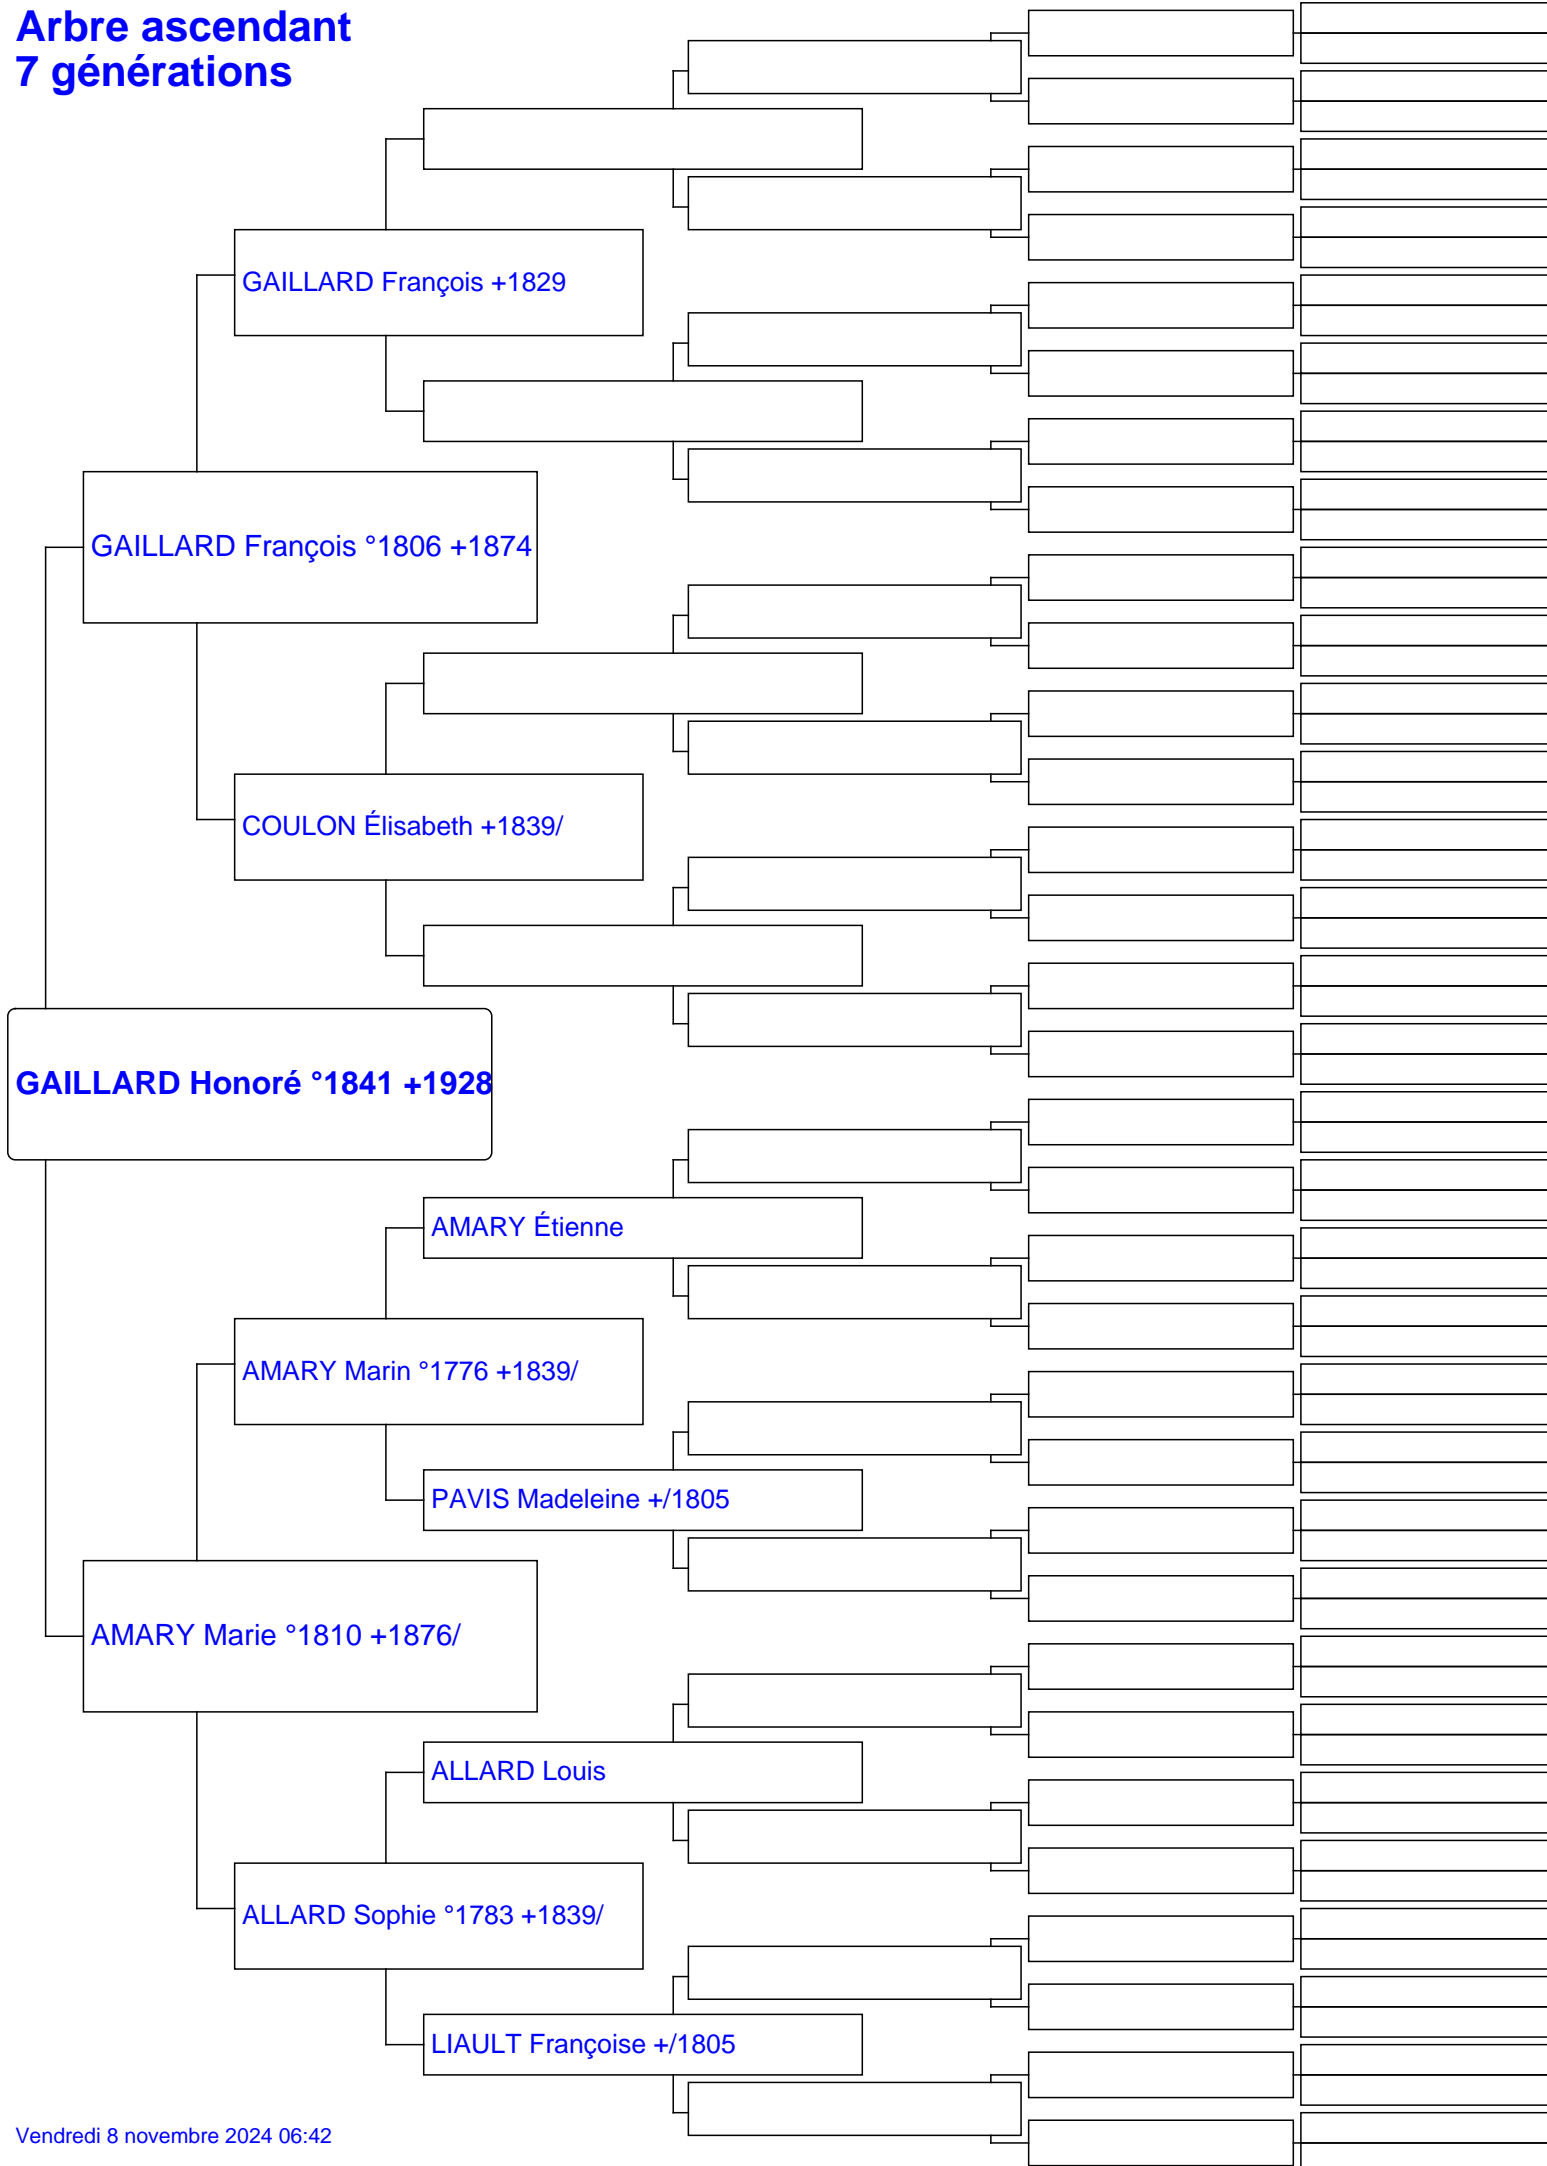 Arbre ascendant
7 générations
GAILLARD François +1829
GAILLARD François °1806 +1874
COULON Élisabeth +1839/
GAILLARD Honoré °1841 +1928
AMARY Étienne
AMARY Marin °1776 +1839/
PAVIS Madeleine +/1805
AMARY Marie °1810 +1876/
ALLARD Louis
ALLARD Sophie °1783 +1839/
LIAULT Françoise +/1805
Vendredi 8 novembre 2024 06:42